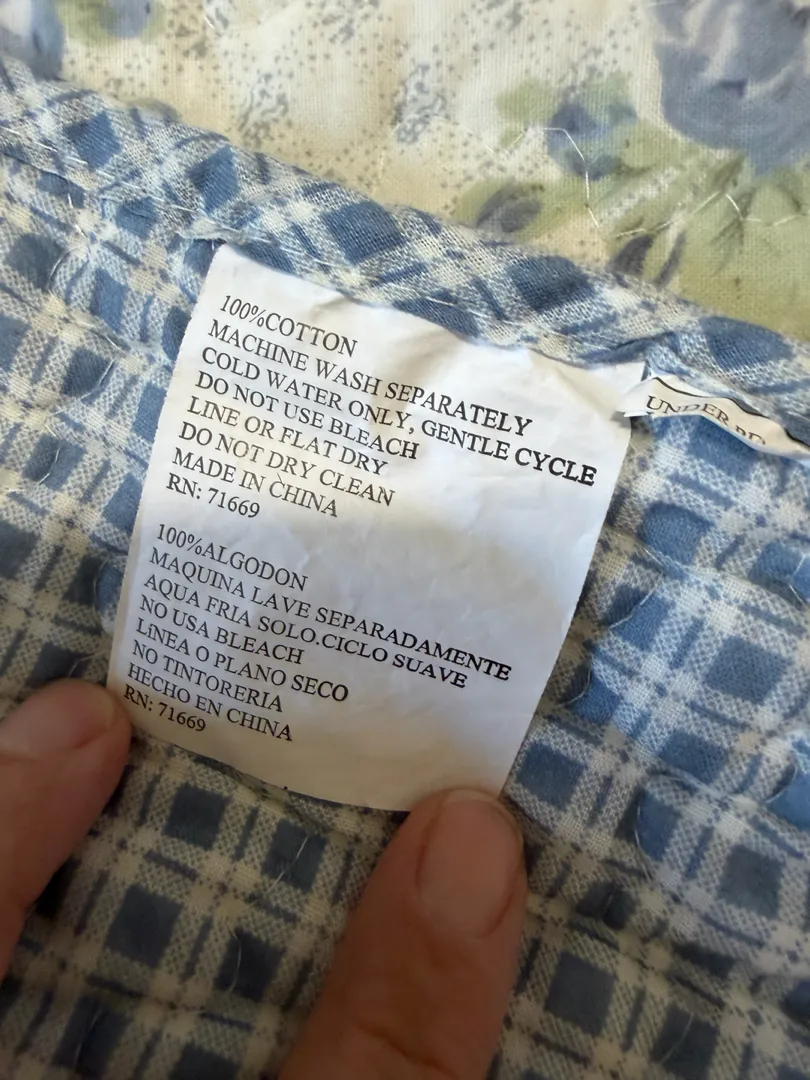 100%COTTON
MACHINE WASH SEPARATELY
COLD WATER ONLY, GENTLE CYCLE
DO NOT USE BLEACH
LINE OR FLAT DRY
DO NOT DRY CLEAN
MADE IN CHINA
RN: 71669
100%ALGODON
MAQUINA LAVE SEPARADAMENTE
AQUA FRIA SOLO.CICLO SUAVE
NO USA BLEACH
LiNEA O PLANO SECO
NO TINTORERIA
HECHO EN CHINA
RN: 71669
UNDER